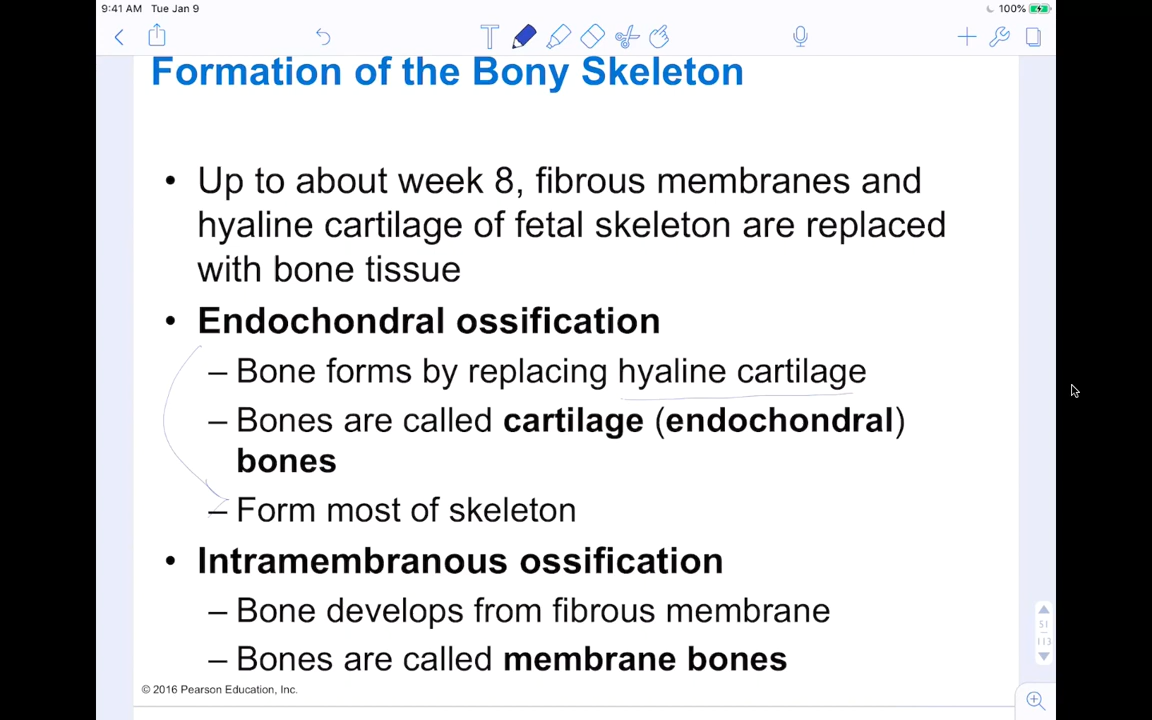 9:41 AM Tue Jan 9
100%
T
Formation of the Bony Skeleton
• Up to about week 8, fibrous membranes and
hyaline cartilage of fetal skeleton are replaced
with bone tissue
• Endochondral ossification
– Bone forms by replacing hyaline cartilage
– Bones are called cartilage (endochondral)
bones
– Form most of skeleton
• Intramembranous ossification
– Bone develops from fibrous membrane
– Bones are called membrane bones
51
113
© 2016 Pearson Education, Inc.